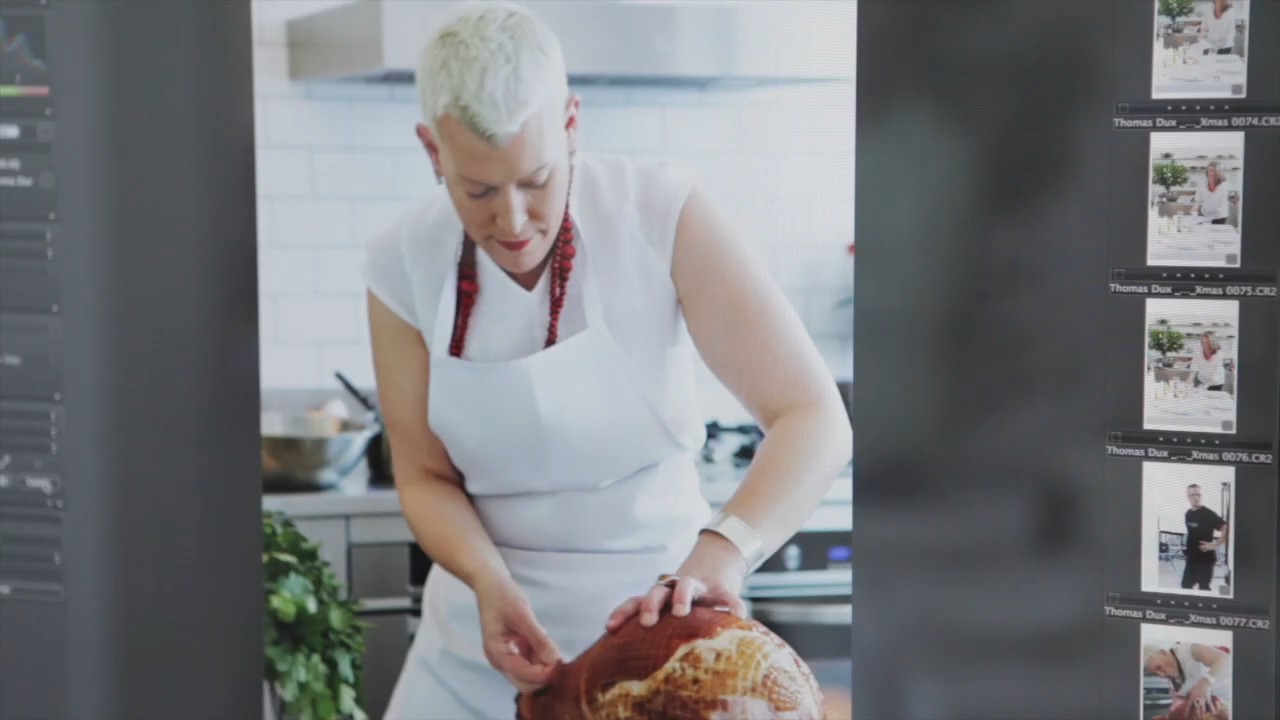 Thomas Dux _..._Xmas 0074.CR2
Thomas Dux _..._Xmas 0075.CR2
Thomas Dux _..._Xmas 0076.CR2
Thomas Dux _..._Xmas 0077.CR2